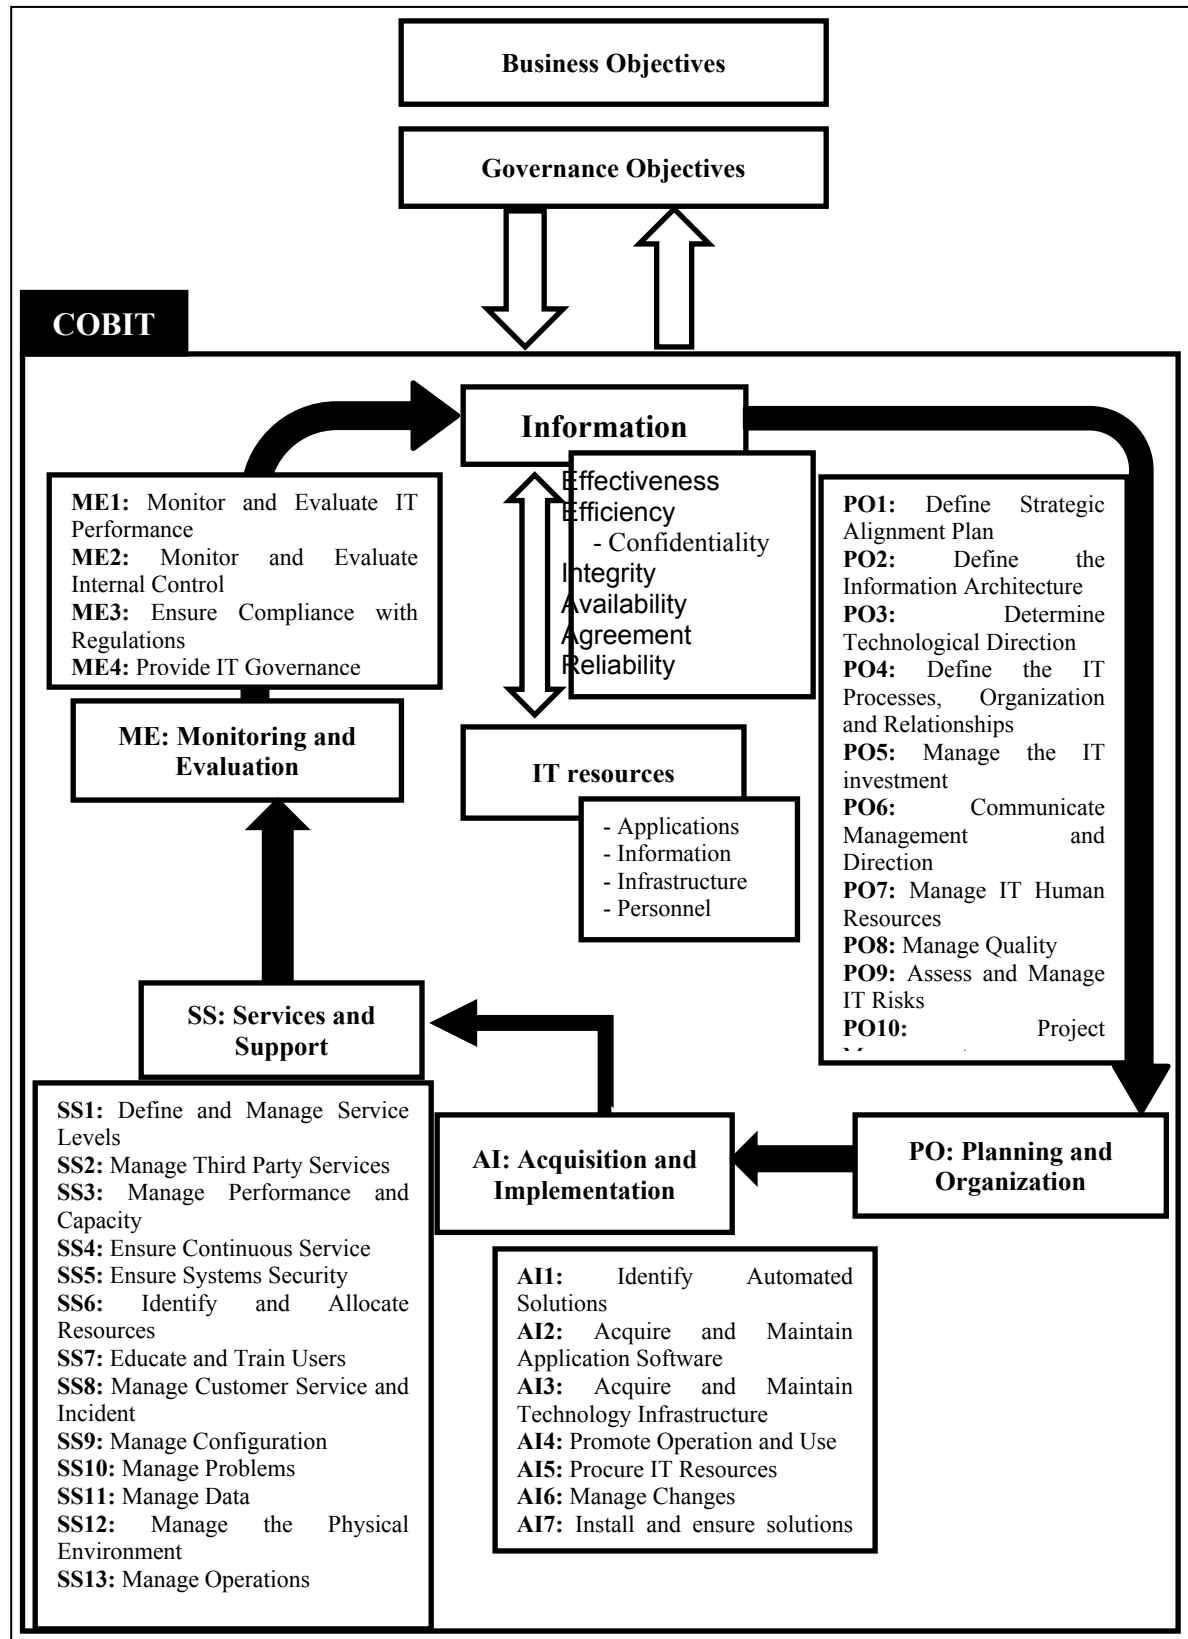 Business Objectives
Governance Objectives
COBIT
Information
Effectiveness
Efficiency
- Confidentiality
Integrity
Availability
Agreement
Reliability
ME1: Monitor and Evaluate IT
Performance
ME2: Monitor and Evaluate
Internal Control
ME3: Ensure Compliance with
Regulations
ME4: Provide IT Governance
ME: Monitoring and
Evaluation
IT resources
- Applications
- Information
- Infrastructure
- Personnel
PO1: Define Strategic
Alignment Plan
PO2: Define the
Information Architecture
PO3: Determine
Technological Direction
PO4: Define the IT
Processes, Organization
and Relationships
PO5: Manage the IT
investment
PO6: Communicate
Management and
Direction
PO7: Manage IT Human
Resources
PO8: Manage Quality
PO9: Assess and Manage
IT Risks
PO10: Project
SS: Services and
Support
SS1: Define and Manage Service
Levels
SS2: Manage Third Party Services
SS3: Manage Performance and
Capacity
SS4: Ensure Continuous Service
SS5: Ensure Systems Security
SS6: Identify and Allocate
Resources
SS7: Educate and Train Users
SS8: Manage Customer Service and
Incident
SS9: Manage Configuration
SS10: Manage Problems
SS11: Manage Data
SS12: Manage the Physical
Environment
SS13: Manage Operations
AI: Acquisition and
Implementation
PO: Planning and
Organization
AI1: Identify Automated
Solutions
AI2: Acquire and Maintain
Application Software
AI3: Acquire and Maintain
Technology Infrastructure
AI4: Promote Operation and Use
AI5: Procure IT Resources
AI6: Manage Changes
AI7: Install and ensure solutions